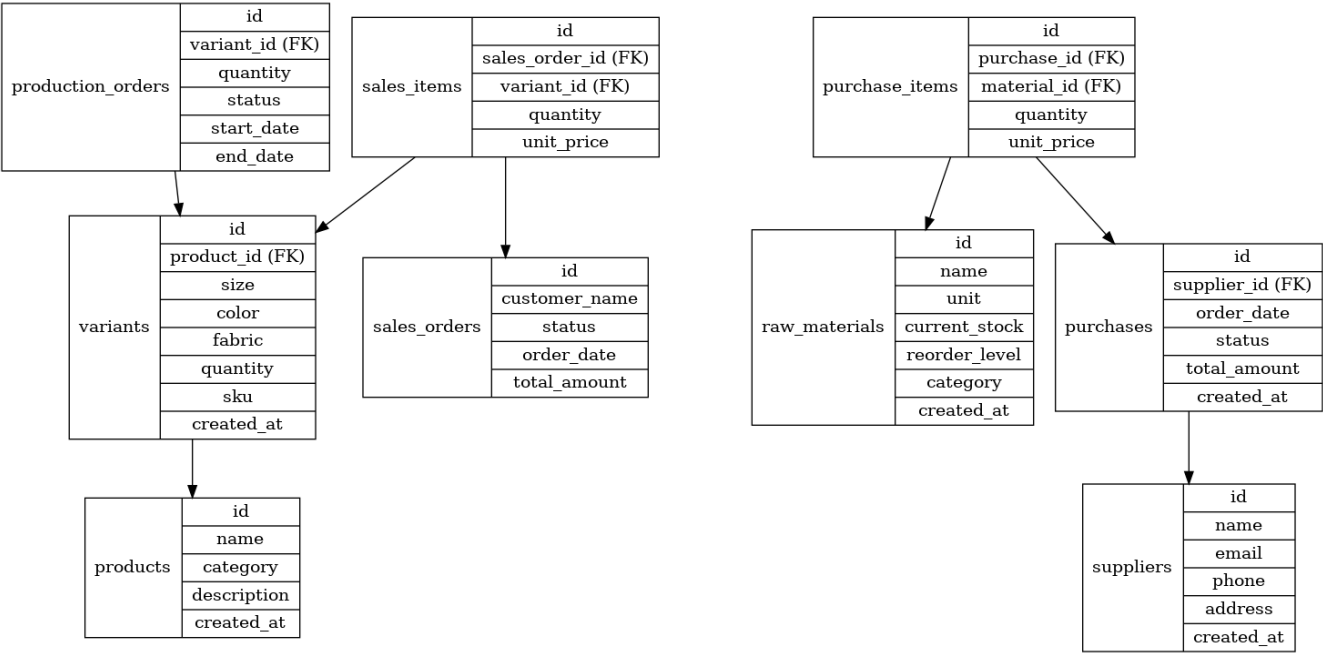 production_orders
id
variant_id (FK)
quantity
status
start_date
end_date
sales_items
id
sales_order_id (FK)
variant_id (FK)
quantity
unit_price
purchase_items
id
purchase_id (FK)
material_id (FK)
quantity
unit_price
variants
id
product_id (FK)
size
color
fabric
quantity
sku
created_at
sales_orders
id
customer_name
status
order_date
total_amount
raw_materials
id
name
unit
current_stock
reorder_level
category
created_at
purchases
id
supplier_id (FK)
order_date
status
total_amount
created_at
products
id
name
category
description
created_at
suppliers
id
name
email
phone
address
created_at